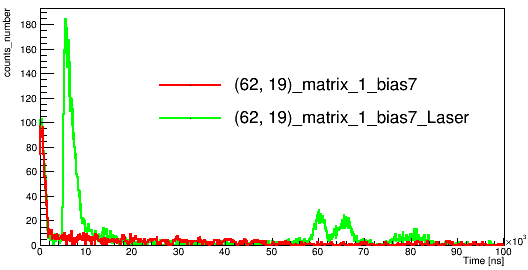 counts_number
180
160
140
120
100
80
60
40
20
0
(62, 19)_matrix_1_bias7
(62, 19)_matrix_1_bias7_Laser
0 10 20 30 40 50 60 70 80 90 100
×10³
Time [ns]